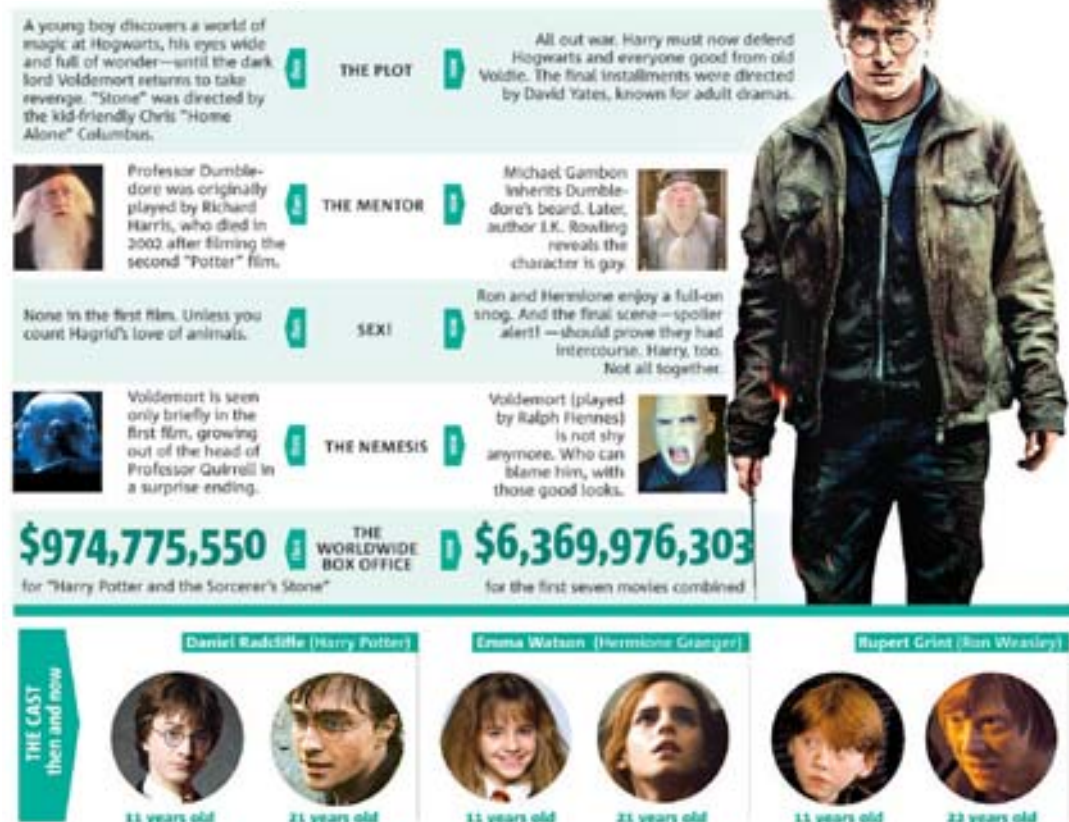 A young boy discovers a world of
magic at Hogwarts, his eyes wide
and full of wonder—until the dark
lord Voldemort returns to take
revenge. "Stone" was directed by
the kid-friendly Chris "Home
Alone" Columbus.
then
THE PLOT
now
All out war. Harry must now defend
Hogwarts and everyone good from old
Voldie. The final installments were directed
by David Yates, known for adult dramas.
Professor Dumble-
dore was originally
played by Richard
Harris, who died in
2002 after filming the
second "Potter" film.
then
THE MENTOR
now
Michael Gambon
inherits Dumble-
dore's beard. Later,
author J.K. Rowling
reveals the
character is gay.
None in the first film. Unless you
count Hagrid's love of animals.
then
SEX!
now
Ron and Hermione enjoy a full-on
snog. And the final scene—spoiler
alert! —should prove they had
intercourse. Harry, too.
Not all together.
Voldemort is seen
only briefly in the
first film, growing
out of the head of
Professor Quirrell in
a surprise ending.
then
THE NEMESIS
now
Voldemort (played
by Ralph Fiennes)
is not shy
anymore. Who can
blame him, with
those good looks.
$974,775,550
for "Harry Potter and the Sorcerer's Stone"
then
THE
WORLDWIDE
BOX OFFICE
now
$6,369,976,303
for the first seven movies combined
THE CAST
then and now
Daniel Radcliffe (Harry Potter)
11 years old
21 years old
Emma Watson (Hermione Granger)
11 years old
21 years old
Rupert Grint (Ron Weasley)
11 years old
22 years old